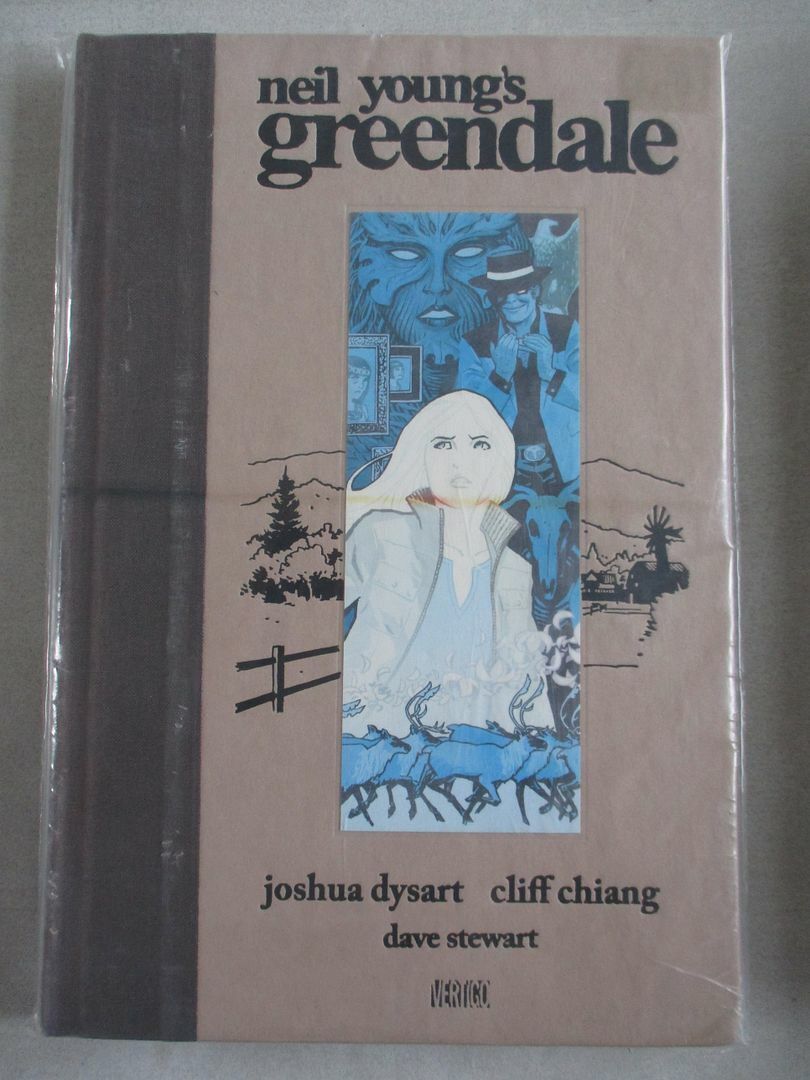 neil young's
greendale
joshua dysart cliff chiang
dave stewart
VERTIGO